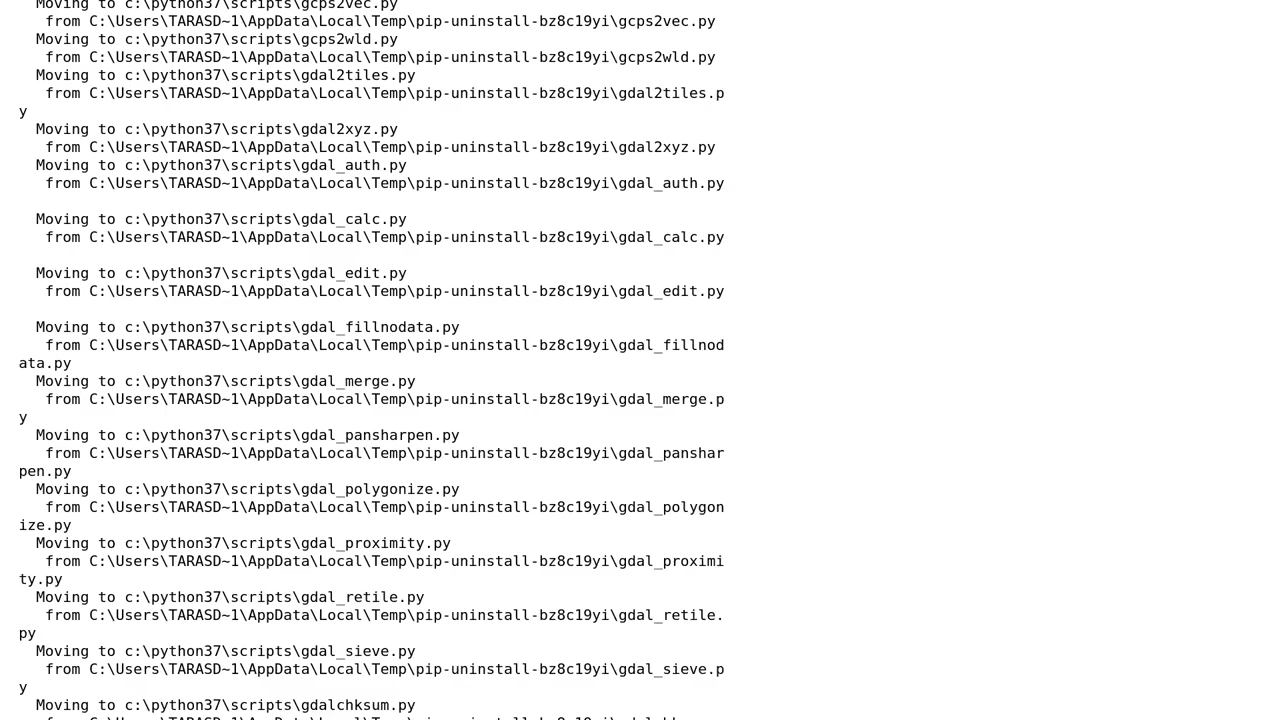 Moving to c:\python37\scripts\gcps2vec.py
from C:\Users\TARASD~1\AppData\Local\Temp\pip-uninstall-bz8c19yi\gcps2vec.py
Moving to c:\python37\scripts\gcps2wld.py
from C:\Users\TARASD~1\AppData\Local\Temp\pip-uninstall-bz8c19yi\gcps2wld.py
Moving to c:\python37\scripts\gdal2tiles.py
from C:\Users\TARASD~1\AppData\Local\Temp\pip-uninstall-bz8c19yi\gdal2tiles.p
y
Moving to c:\python37\scripts\gdal2xyz.py
from C:\Users\TARASD~1\AppData\Local\Temp\pip-uninstall-bz8c19yi\gdal2xyz.py
Moving to c:\python37\scripts\gdal_auth.py
from C:\Users\TARASD~1\AppData\Local\Temp\pip-uninstall-bz8c19yi\gdal_auth.py
Moving to c:\python37\scripts\gdal_calc.py
from C:\Users\TARASD~1\AppData\Local\Temp\pip-uninstall-bz8c19yi\gdal_calc.py
Moving to c:\python37\scripts\gdal_edit.py
from C:\Users\TARASD~1\AppData\Local\Temp\pip-uninstall-bz8c19yi\gdal_edit.py
Moving to c:\python37\scripts\gdal_fillnodata.py
from C:\Users\TARASD~1\AppData\Local\Temp\pip-uninstall-bz8c19yi\gdal_fillnod
ata.py
Moving to c:\python37\scripts\gdal_merge.py
from C:\Users\TARASD~1\AppData\Local\Temp\pip-uninstall-bz8c19yi\gdal_merge.p
y
Moving to c:\python37\scripts\gdal_pansharpen.py
from C:\Users\TARASD~1\AppData\Local\Temp\pip-uninstall-bz8c19yi\gdal_panshar
pen.py
Moving to c:\python37\scripts\gdal_polygonize.py
from C:\Users\TARASD~1\AppData\Local\Temp\pip-uninstall-bz8c19yi\gdal_polygon
ize.py
Moving to c:\python37\scripts\gdal_proximity.py
from C:\Users\TARASD~1\AppData\Local\Temp\pip-uninstall-bz8c19yi\gdal_proximi
ty.py
Moving to c:\python37\scripts\gdal_retile.py
from C:\Users\TARASD~1\AppData\Local\Temp\pip-uninstall-bz8c19yi\gdal_retile.
py
Moving to c:\python37\scripts\gdal_sieve.py
from C:\Users\TARASD~1\AppData\Local\Temp\pip-uninstall-bz8c19yi\gdal_sieve.p
y
Moving to c:\python37\scripts\gdalchksum.py